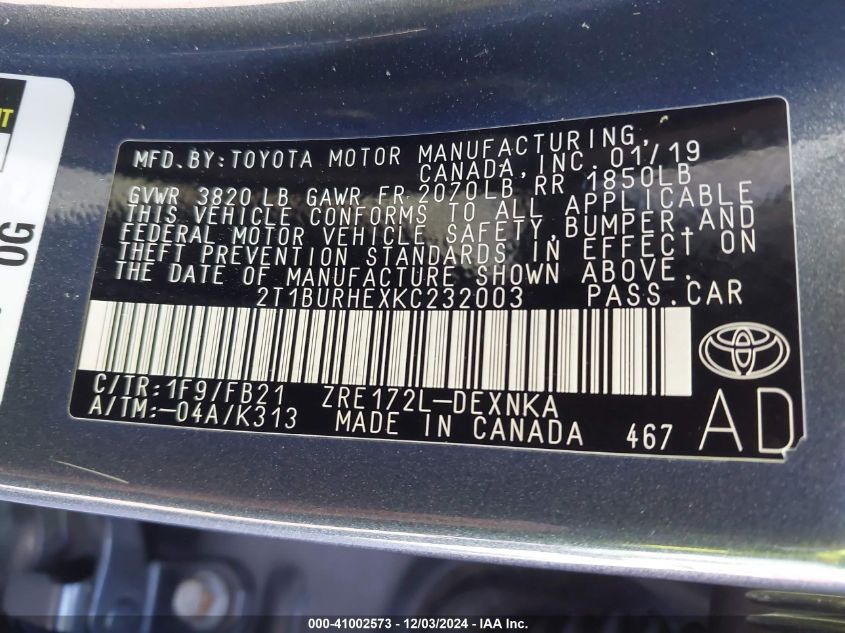 MFD.BY:TOYOTA MOTOR MANUFACTURING,
CANADA,INC.01/19
GVWR 3820LB GAWR FR 2070LB RR 1850LB
THIS VEHICLE CONFORMS TO ALL APPLICABLE
FEDERAL MOTOR VEHICLE SAFETY,BUMPER,AND
THEFT PREVENTION STANDARDS IN EFFECT ON
THE DATE OF MANUFACTURE SHOWN ABOVE.
2T1BURHEXKC232003 PASS.CAR
C/TR:1F9/FB21 ZRE172L-DEXNKA
A/TM:-04A/K313 MADE IN CANADA 467
AD
0G
000-41002573 - 12/03/2024 - IAA Inc.